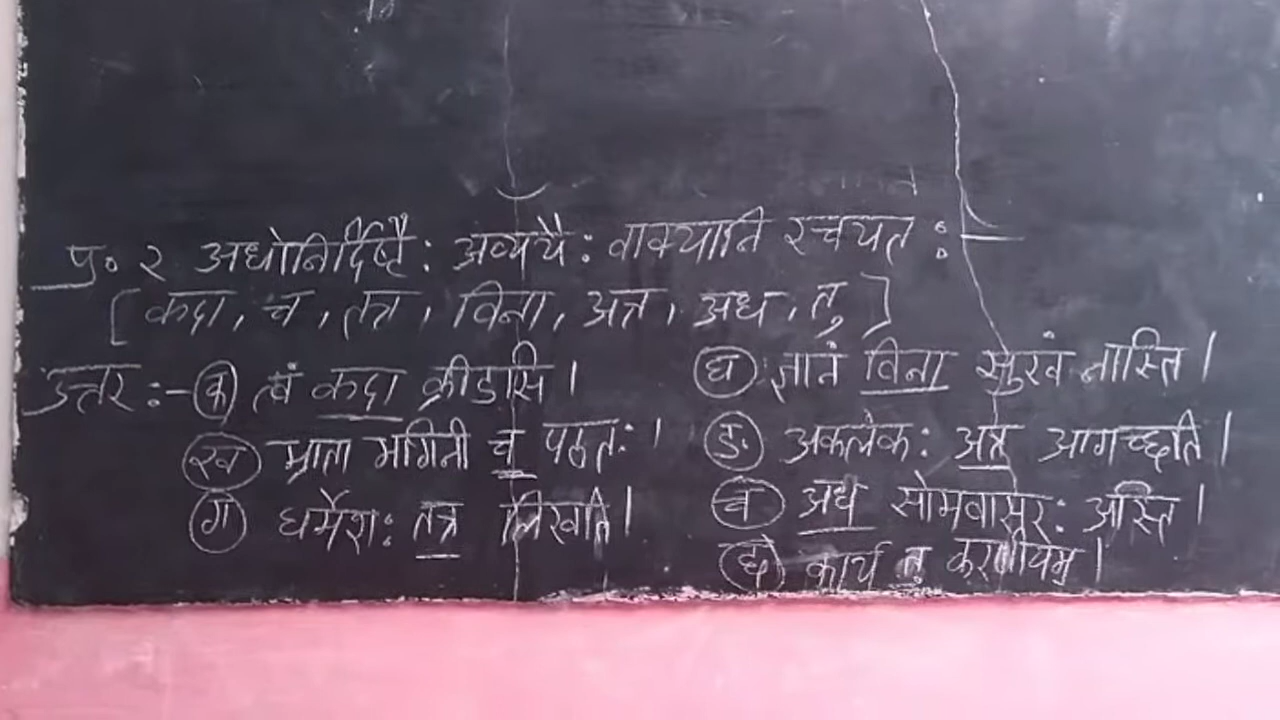 प्र० २ अधोनिर्दिष्टैः अव्ययैः वाक्यानि रचयत :
[ कदा, च, तत्र, विना, अत्र, अद्य, तु ]
उत्तर :- (क) त्वं कदा क्रीडसि ।
(ख) भ्राता भगिनी च पठतः ।
(ग) धर्मेशः तत्र लिखति ।
(घ) ज्ञानं विना सुखं नास्ति ।
(ङ) अकलेकः अत्र आगच्छति ।
(च) अद्य सोमवासरः अस्ति ।
(छ) कार्यं तु करणीयम् ।